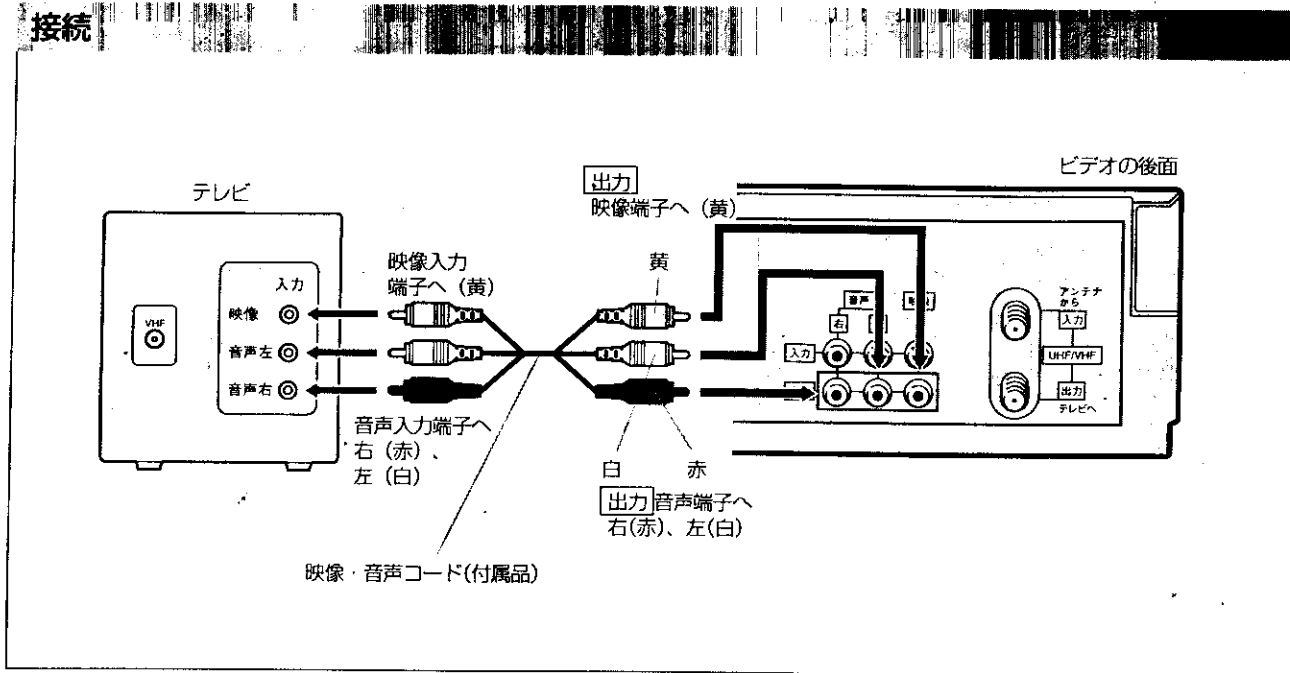 接続
ビデオの後面
テレビ
出力
映像端子へ（黄）
映像入力
端子へ（黄）
黄
入力
映像
音声左
音声右
VHF
音声
右
入力
アンテナ
から
入力
UHF/VHF
出力
テレビへ
音声入力端子へ
右（赤）、
左（白）
白
赤
出力 音声端子へ
右(赤)、左(白)
映像・音声コード(付属品)